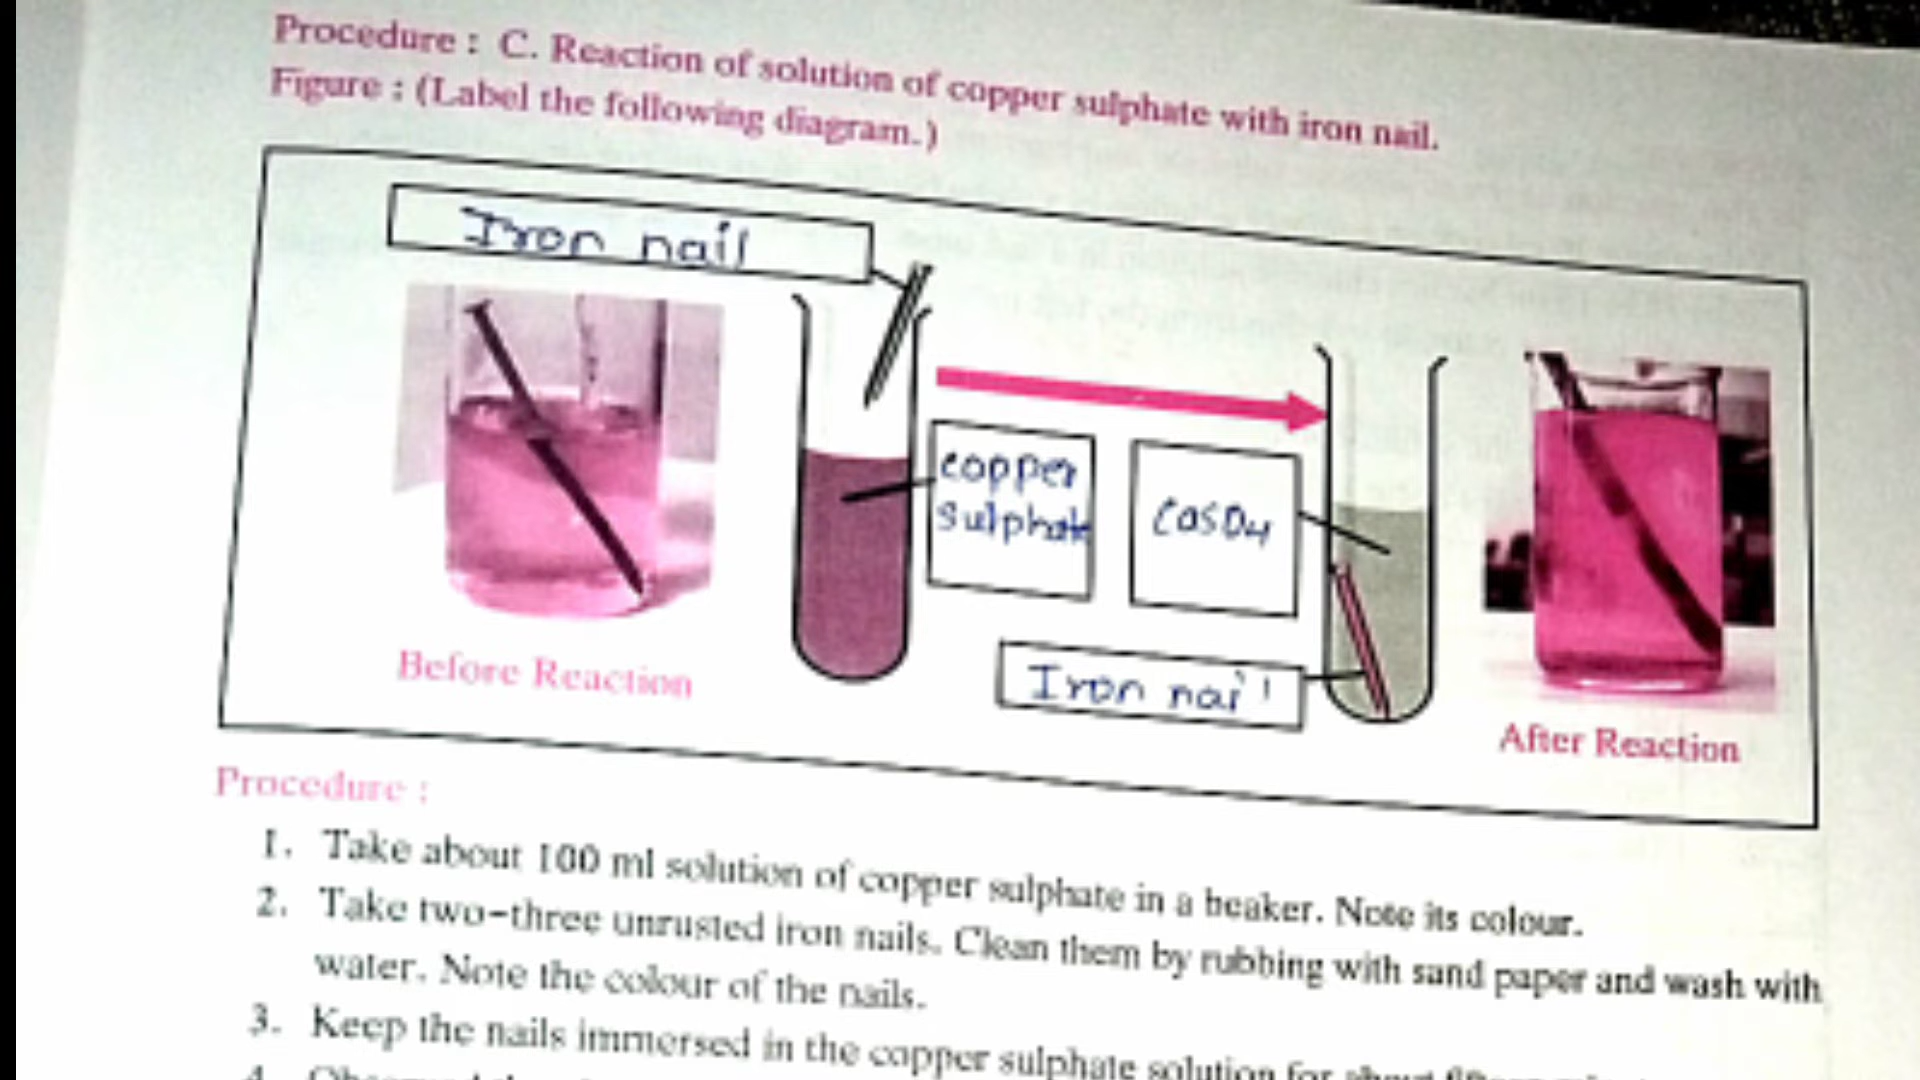 Procedure : C. Reaction of solution of copper sulphate with iron nail.
Figure : (Label the following diagram.)
Iron nail
copper
sulphate
CaSO4
Iron nail
Before Reaction
After Reaction
Procedure :
1. Take about 100 ml solution of copper sulphate in a beaker. Note its colour.
2. Take two-three unrusted iron nails. Clean them by rubbing with sand paper and wash with
water. Note the colour of the nails.
3. Keep the nails immersed in the copper sulphate solution for about fifteen
4.